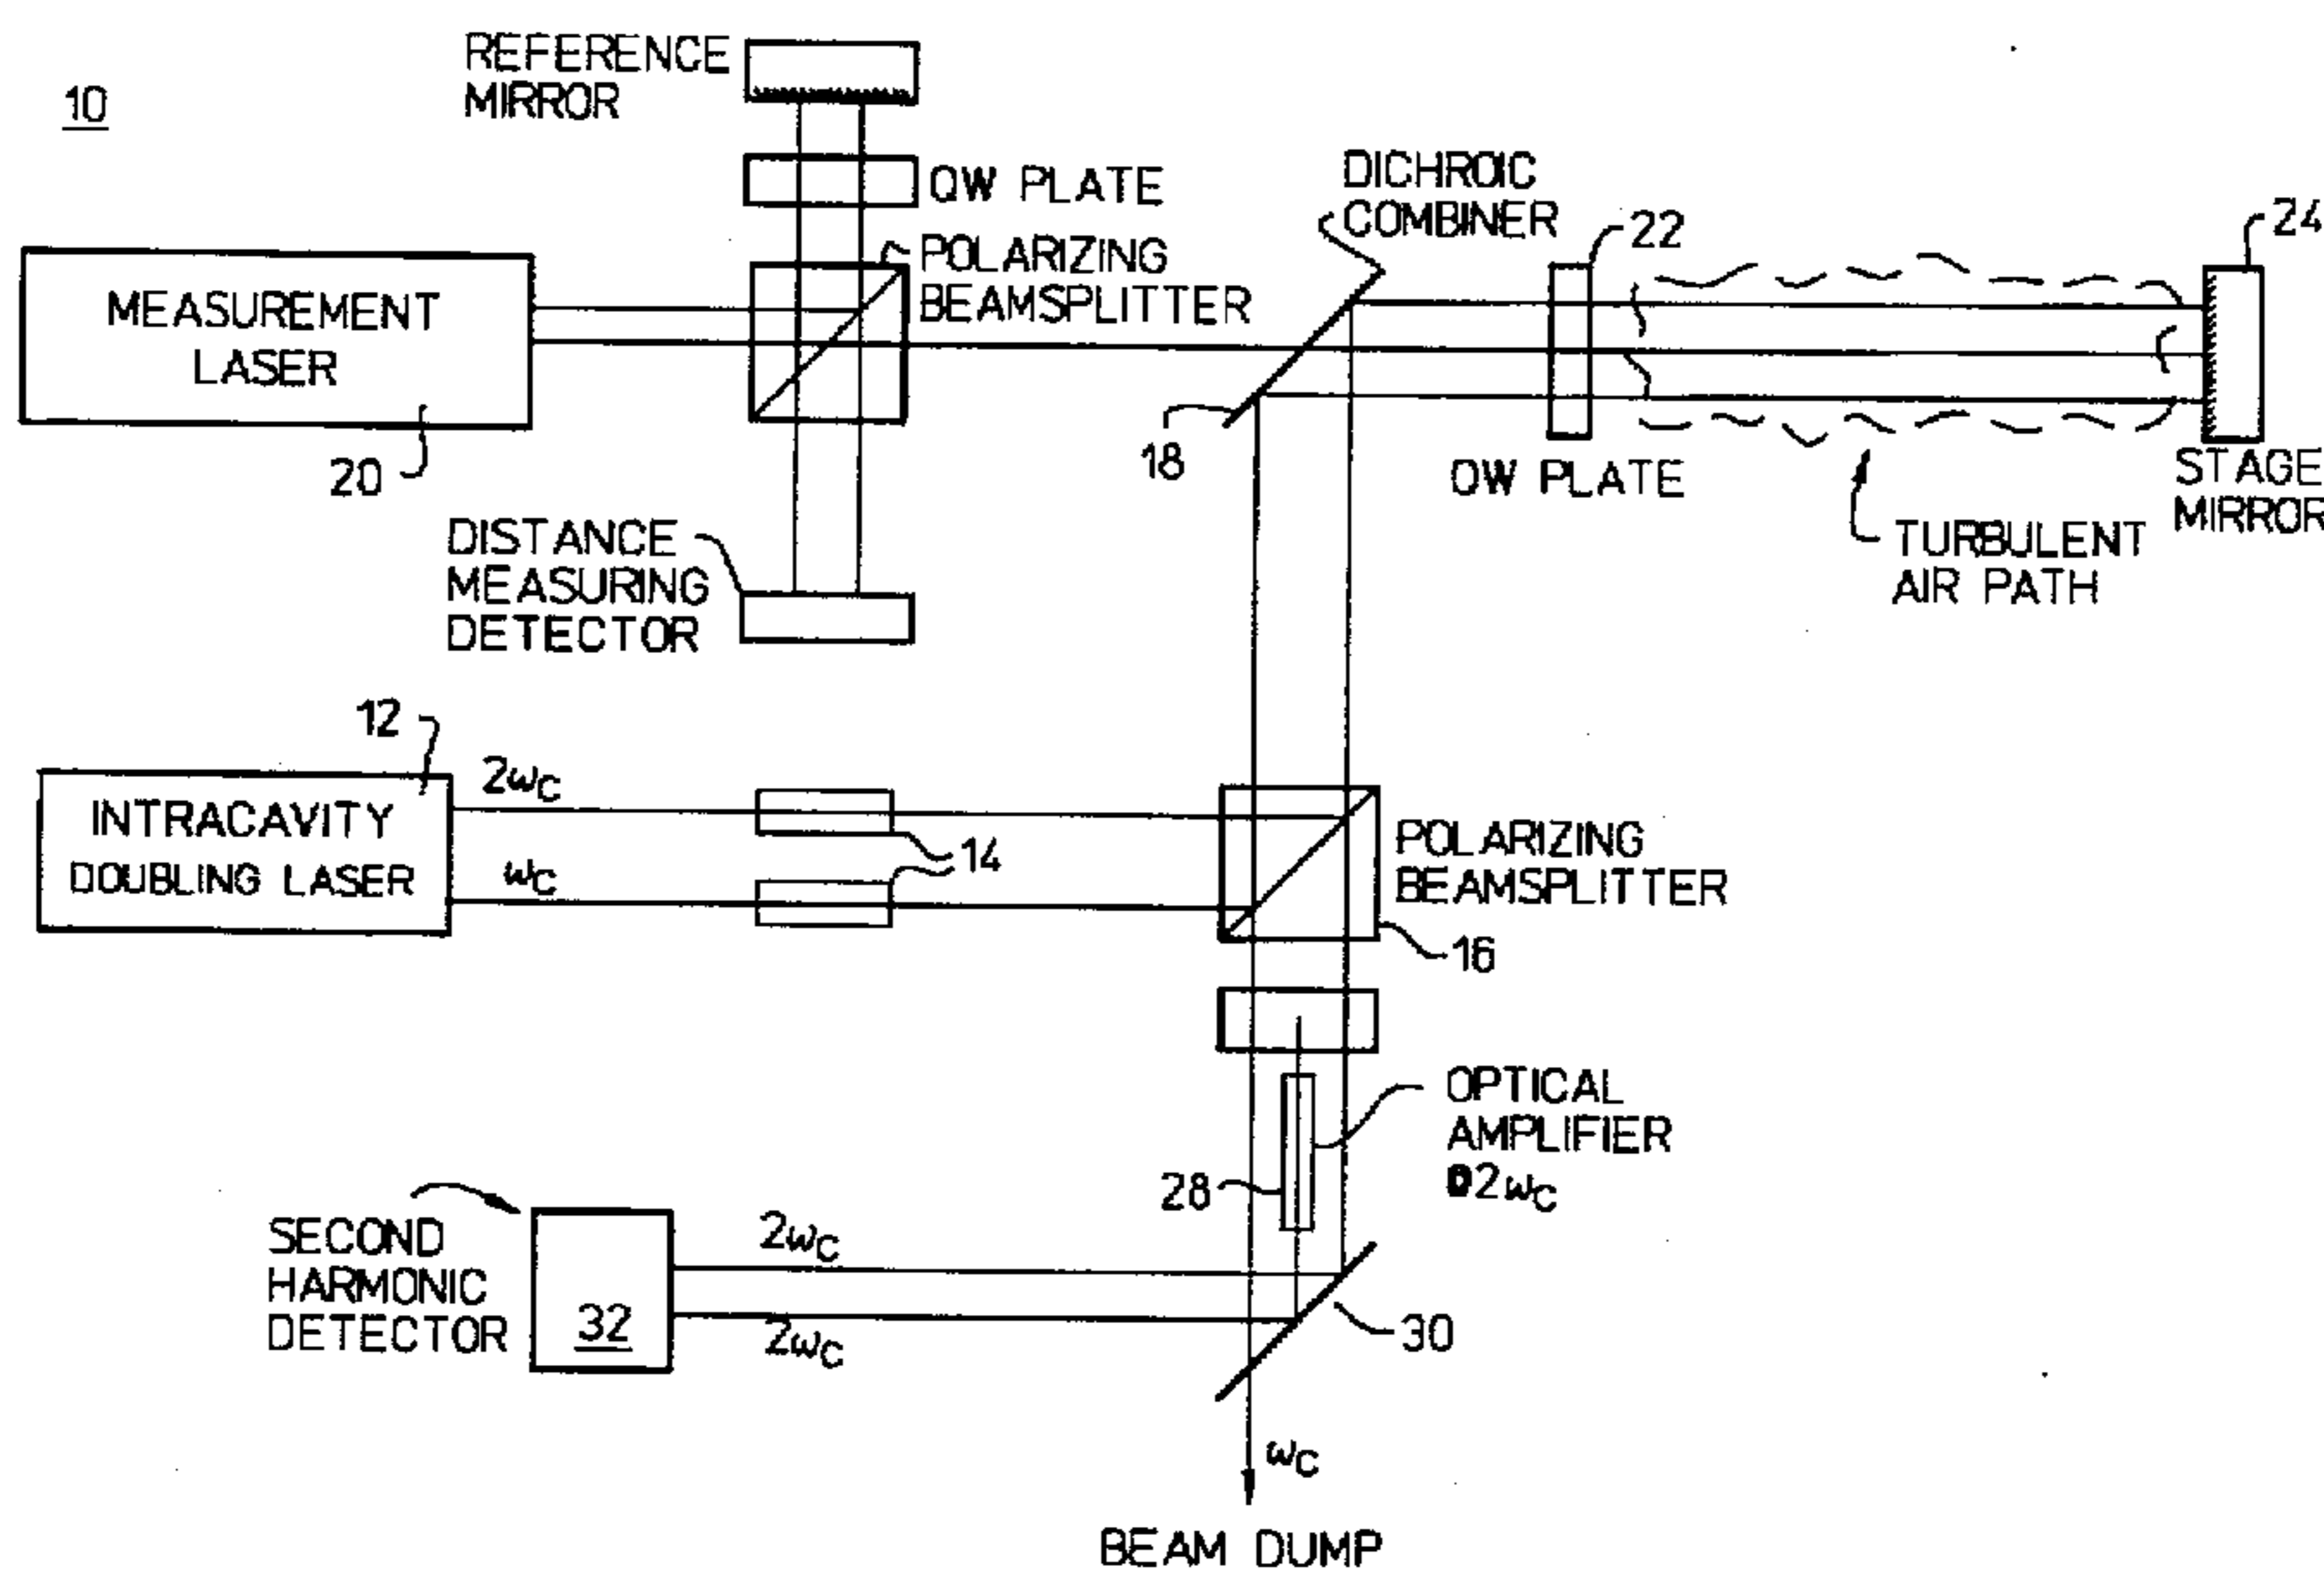 10
REFERENCE
MIRROR
QW PLATE
POLARIZING
BEAMSPLITTER
DICHROIC
COMBINER
22
24
MEASUREMENT
LASER
20
18
QW PLATE
STAGE
MIRROR
TURBULENT
AIR PATH
DISTANCE
MEASURING
DETECTOR
12
INTRACAVITY
DOUBLING LASER
2ωC
ωC
14
POLARIZING
BEAMSPLITTER
16
OPTICAL
AMPLIFIER
2ωC
28
SECOND
HARMONIC
DETECTOR
32
2ωC
2ωC
30
ωC
BEAM DUMP